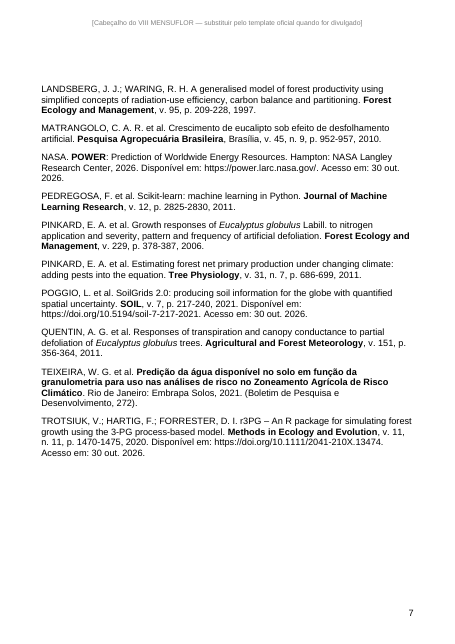 [Cabeçalho do VIII MENSUFLOR — substituir pelo template oficial quando for divulgado]
LANDSBERG, J. J.; WARING, R. H. A generalised model of forest productivity using
simplified concepts of radiation-use efficiency, carbon balance and partitioning. Forest
Ecology and Management, v. 95, p. 209-228, 1997.
MATRANGOLO, C. A. R. et al. Crescimento de eucalipto sob efeito de desfolhamento
artificial. Pesquisa Agropecuária Brasileira, Brasília, v. 45, n. 9, p. 952-957, 2010.
NASA. POWER: Prediction of Worldwide Energy Resources. Hampton: NASA Langley
Research Center, 2026. Disponível em: https://power.larc.nasa.gov/. Acesso em: 30 out.
2026.
PEDREGOSA, F. et al. Scikit-learn: machine learning in Python. Journal of Machine
Learning Research, v. 12, p. 2825-2830, 2011.
PINKARD, E. A. et al. Growth responses of Eucalyptus globulus Labill. to nitrogen
application and severity, pattern and frequency of artificial defoliation. Forest Ecology and
Management, v. 229, p. 378-387, 2006.
PINKARD, E. A. et al. Estimating forest net primary production under changing climate:
adding pests into the equation. Tree Physiology, v. 31, n. 7, p. 686-699, 2011.
POGGIO, L. et al. SoilGrids 2.0: producing soil information for the globe with quantified
spatial uncertainty. SOIL, v. 7, p. 217-240, 2021. Disponível em:
https://doi.org/10.5194/soil-7-217-2021. Acesso em: 30 out. 2026.
QUENTIN, A. G. et al. Responses of transpiration and canopy conductance to partial
defoliation of Eucalyptus globulus trees. Agricultural and Forest Meteorology, v. 151, p.
356-364, 2011.
TEIXEIRA, W. G. et al. Predição da água disponível no solo em função da
granulometria para uso nas análises de risco no Zoneamento Agrícola de Risco
Climático. Rio de Janeiro: Embrapa Solos, 2021. (Boletim de Pesquisa e
Desenvolvimento, 272).
TROTSIUK, V.; HARTIG, F.; FORRESTER, D. I. r3PG – An R package for simulating forest
growth using the 3-PG process-based model. Methods in Ecology and Evolution, v. 11,
n. 11, p. 1470-1475, 2020. Disponível em: https://doi.org/10.1111/2041-210X.13474.
Acesso em: 30 out. 2026.
7